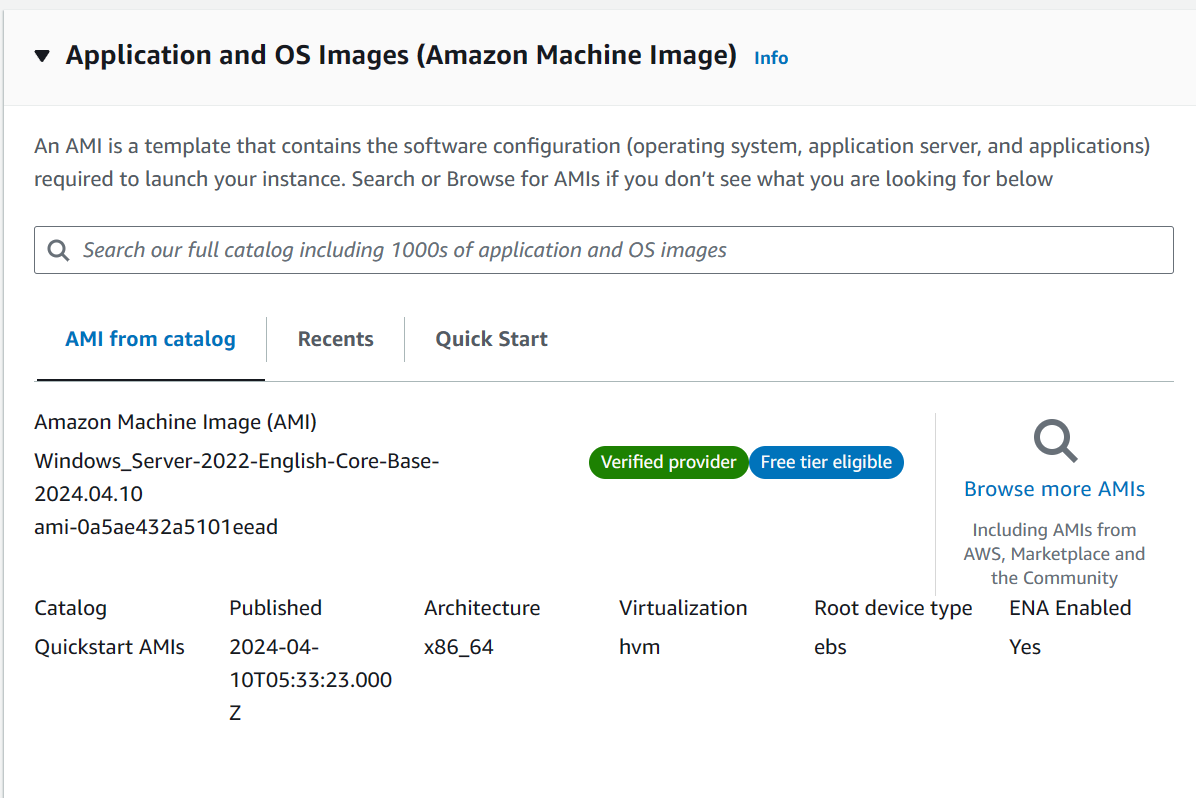 Application and OS Images (Amazon Machine Image) Info
An AMI is a template that contains the software configuration (operating system, application server, and applications)
required to launch your instance. Search or Browse for AMIs if you don’t see what you are looking for below
Search our full catalog including 1000s of application and OS images
AMI from catalog
Recents
Quick Start
Amazon Machine Image (AMI)
Windows_Server-2022-English-Core-Base-
2024.04.10
ami-0a5ae432a5101eead
Verified provider
Free tier eligible
Browse more AMIs
Including AMIs from
AWS, Marketplace and
the Community
Catalog
Quickstart AMIs
Published
2024-04-
10T05:33:23.000
Z
Architecture
x86_64
Virtualization
hvm
Root device type
ebs
ENA Enabled
Yes